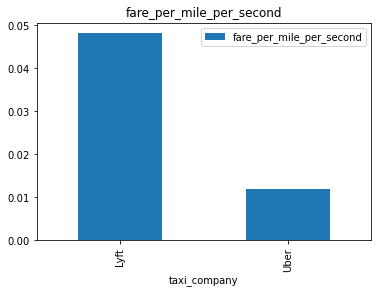 fare_per_mile_per_second
fare_per_mile_per_second
0.05
0.04
0.03
0.02
0.01
0.00
Lyft
Uber
taxi_company